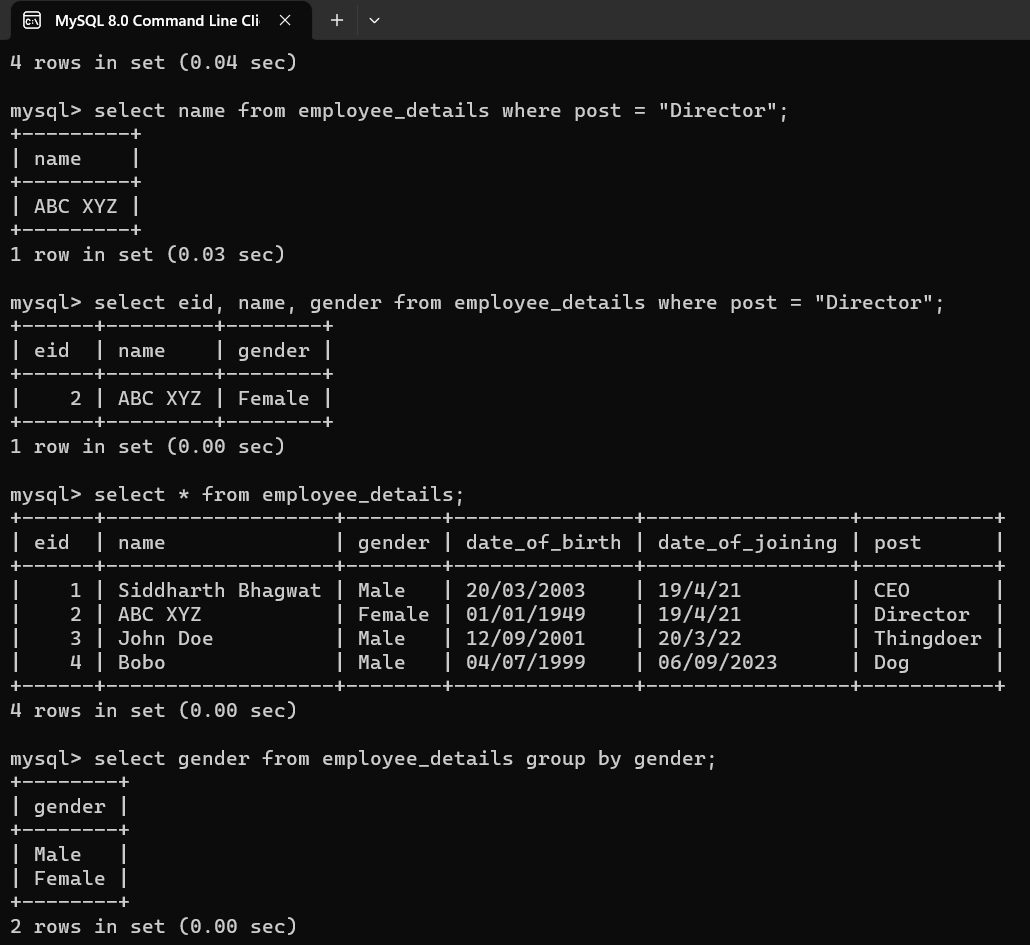 MySQL 8.0 Command Line Cli
4 rows in set (0.04 sec)
mysql> select name from employee_details where post = "Director";
+---------+
| name    |
+---------+
| ABC XYZ |
+---------+
1 row in set (0.03 sec)
mysql> select eid, name, gender from employee_details where post = "Director";
+------+---------+--------+
| eid  | name    | gender |
+------+---------+--------+
|    2 | ABC XYZ | Female |
+------+---------+--------+
1 row in set (0.00 sec)
mysql> select * from employee_details;
+------+-------------------+--------+---------------+-----------------+-----------+
| eid  | name              | gender | date_of_birth | date_of_joining | post      |
+------+-------------------+--------+---------------+-----------------+-----------+
|    1 | Siddharth Bhagwat | Male   | 20/03/2003    | 19/4/21         | CEO       |
|    2 | ABC XYZ           | Female | 01/01/1949    | 19/4/21         | Director  |
|    3 | John Doe          | Male   | 12/09/2001    | 20/3/22         | Thingdoer |
|    4 | Bobo              | Male   | 04/07/1999    | 06/09/2023      | Dog       |
+------+-------------------+--------+---------------+-----------------+-----------+
4 rows in set (0.00 sec)
mysql> select gender from employee_details group by gender;
+--------+
| gender |
+--------+
| Male   |
| Female |
+--------+
2 rows in set (0.00 sec)